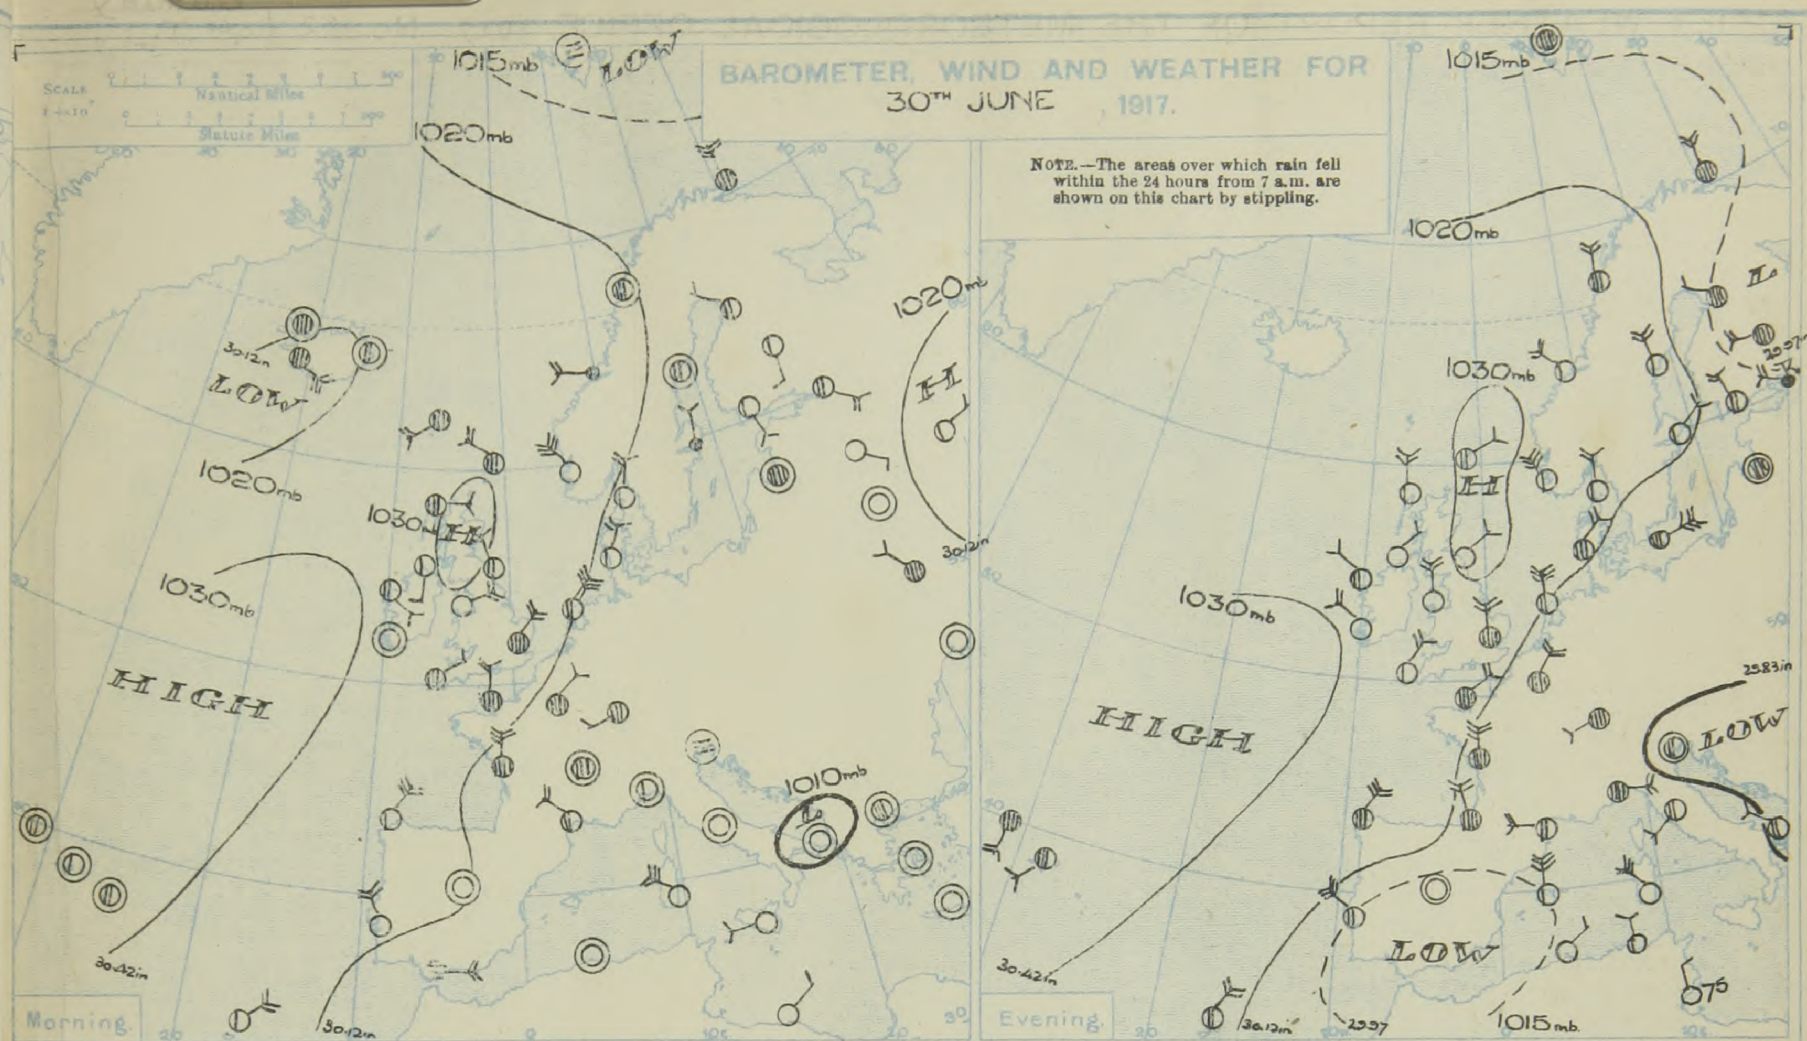 BAROMETER, WIND AND WEATHER FOR
30TH JUNE, 1917.
SCALE
Nautical Miles
Statute Miles
NOTE.—The areas over which rain fell
within the 24 hours from 7 a.m. are
shown on this chart by stippling.
1015mb
LOW
1020mb
1020mb
H
30·12in
30·12in
LOW
1020mb
1030mb
H
1030mb
HIGH
30·42in
1010mb
L
30·12in
Morning.
1015mb
1020mb
L
29·97in
1030mb
H
1030mb
HIGH
29·83in
LOW
LOW
75
30·42in
30·12in
29·97
1015mb.
Evening.